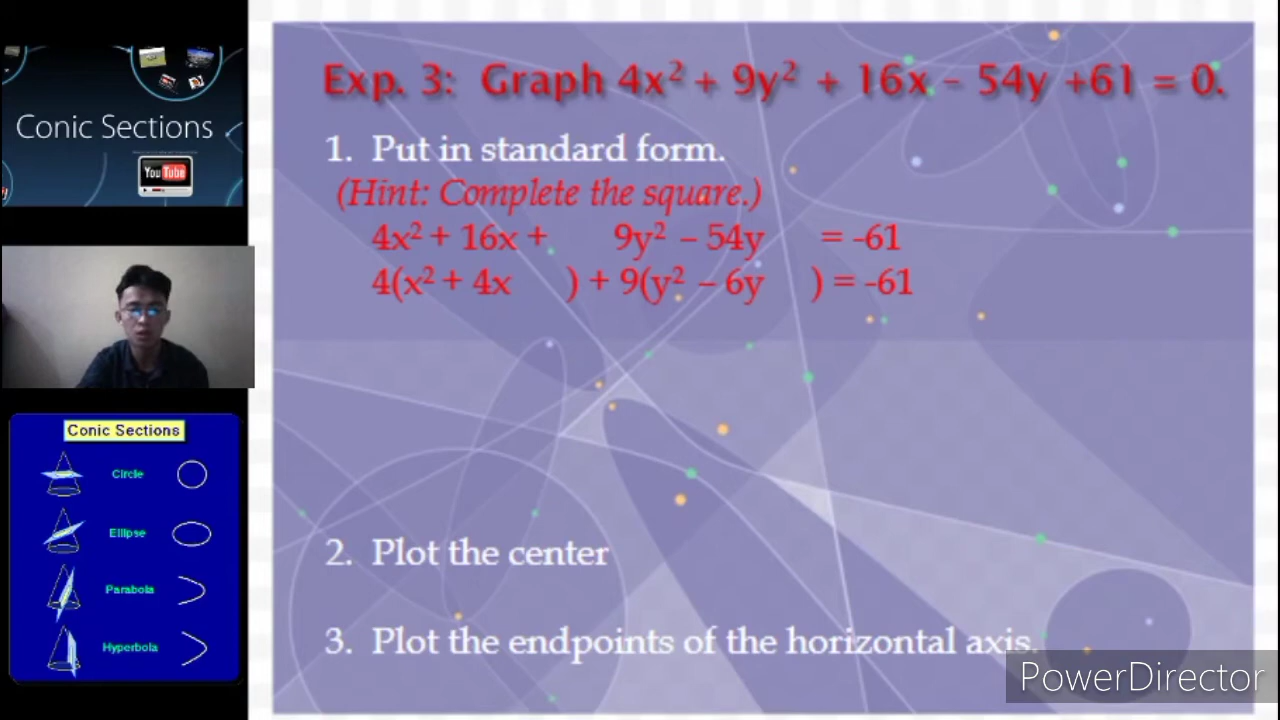 Conic Sections
YouTube
Conic Sections
Circle
Ellipse
Parabola
Hyperbola
Exp. 3: Graph 4x² + 9y² + 16x – 54y +61 = 0.
1. Put in standard form.
(Hint: Complete the square.)
4x² + 16x + 9y² – 54y = -61
4(x² + 4x ) + 9(y² – 6y ) = -61
2. Plot the center
3. Plot the endpoints of the horizontal axis.
PowerDirector